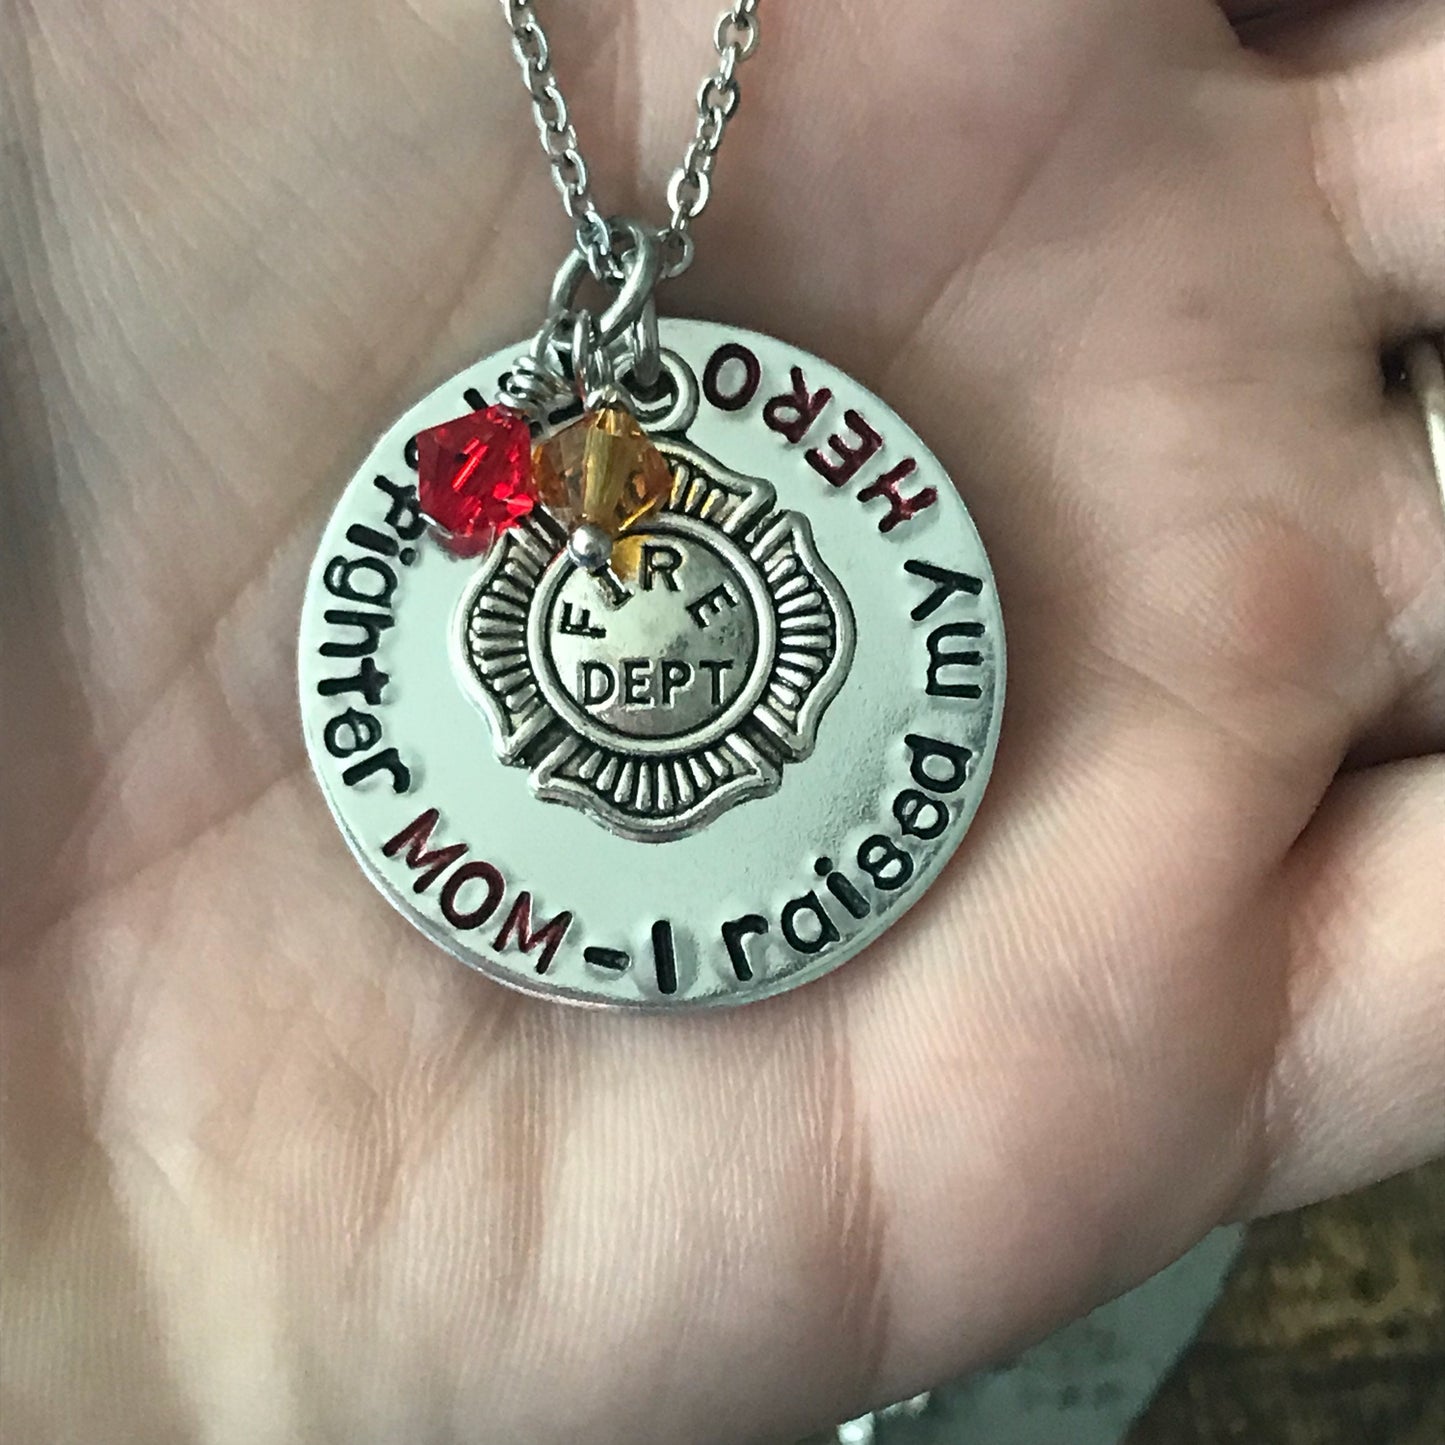 fighter MOM - I raised my HERO
FIRE
DEPT